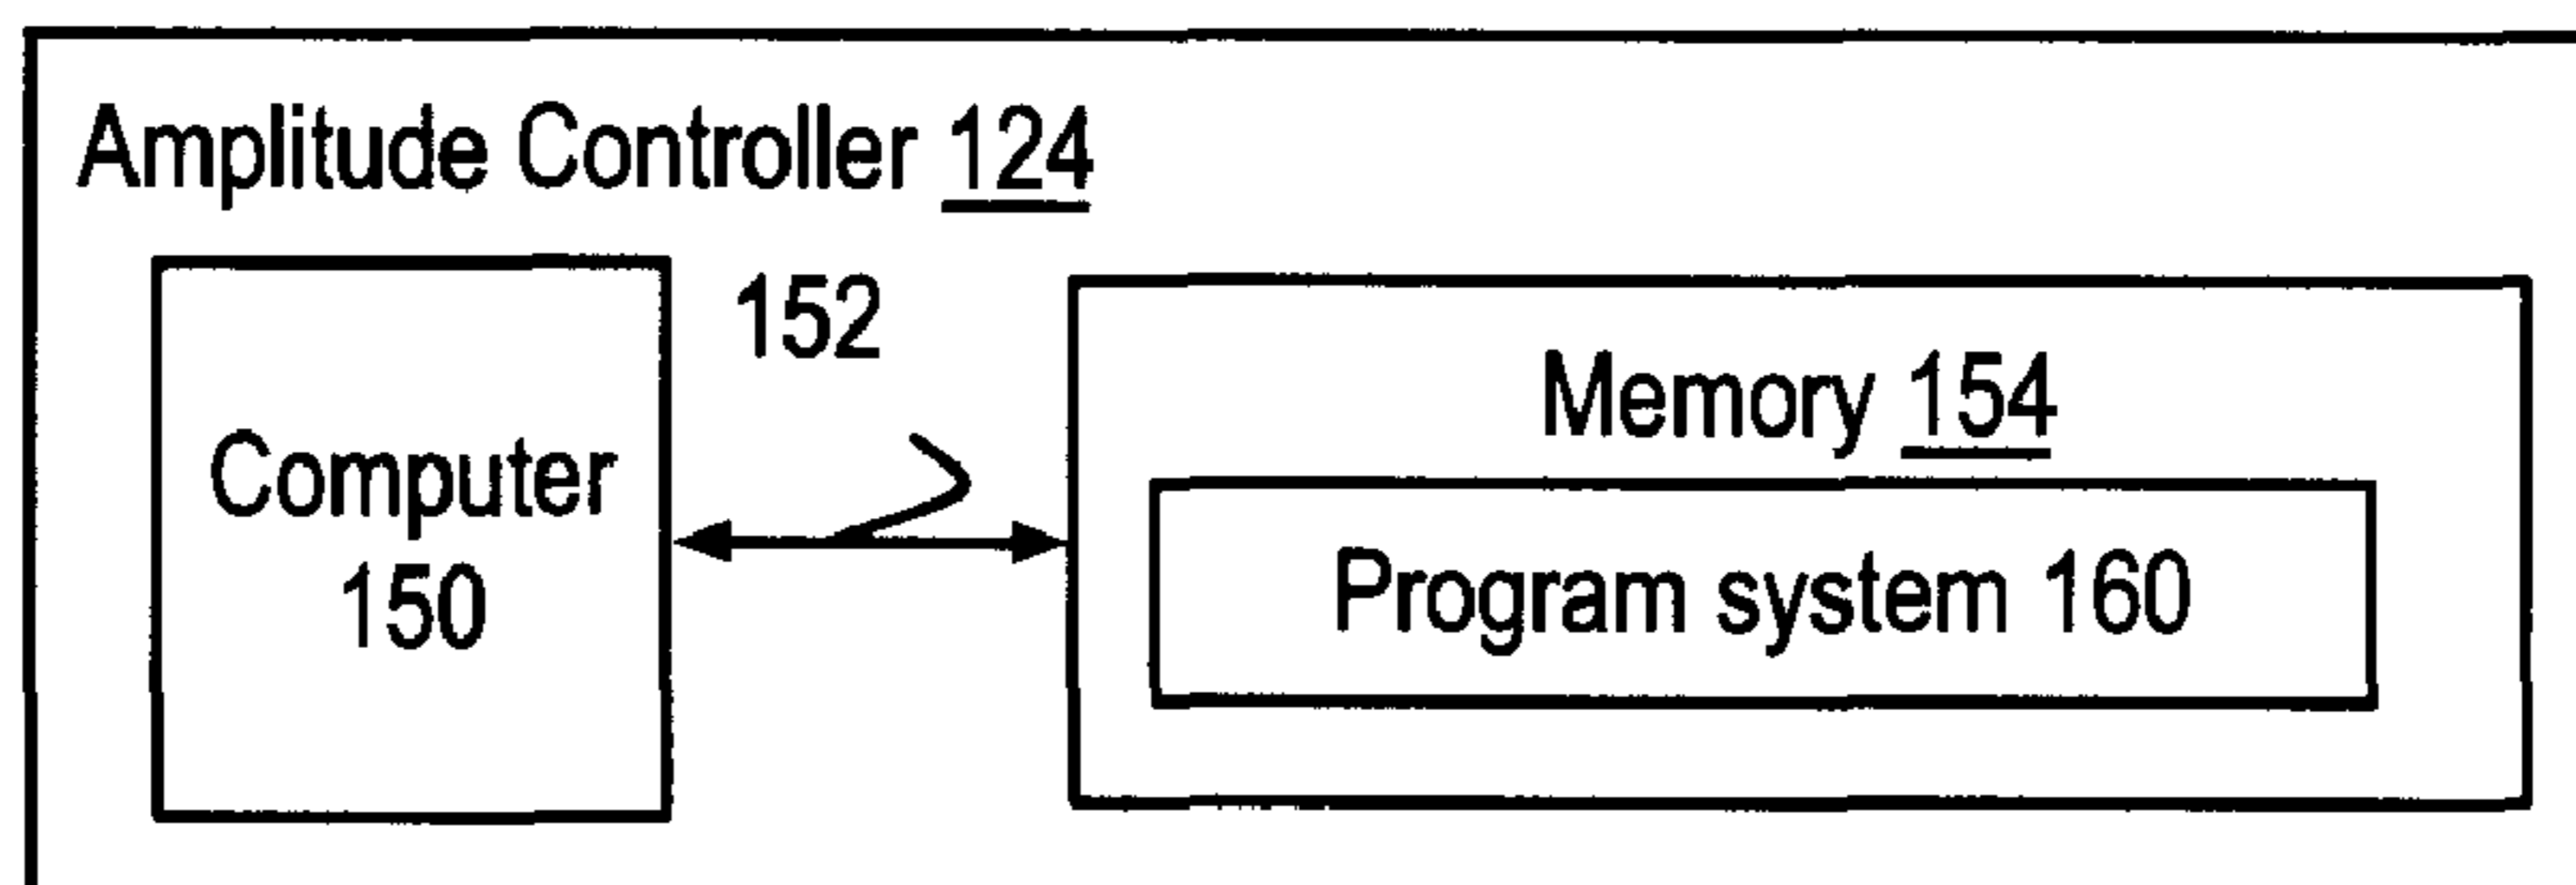 Amplitude Controller 124
152
Computer
150
Memory 154
Program system 160